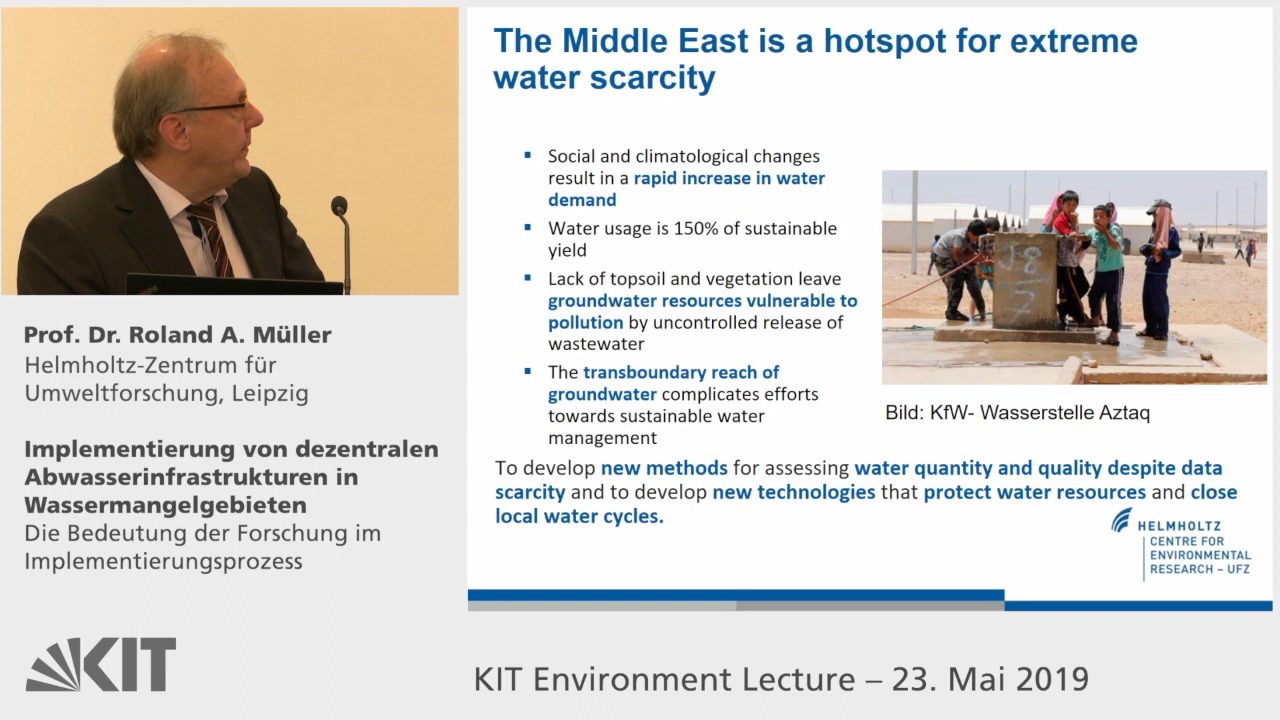 Prof. Dr. Roland A. Müller
Helmholtz-Zentrum für
Umweltforschung, Leipzig
Implementierung von dezentralen
Abwasserinfrastrukturen in
Wassermangelgebieten
Die Bedeutung der Forschung im
Implementierungsprozess
KIT
The Middle East is a hotspot for extreme
water scarcity
▪ Social and climatological changes
result in a rapid increase in water
demand
▪ Water usage is 150% of sustainable
yield
▪ Lack of topsoil and vegetation leave
groundwater resources vulnerable to
pollution by uncontrolled release of
wastewater
▪ The transboundary reach of
groundwater complicates efforts
towards sustainable water
management
Bild: KfW- Wasserstelle Aztaq
To develop new methods for assessing water quantity and quality despite data
scarcity and to develop new technologies that protect water resources and close
local water cycles.
HELMHOLTZ
CENTRE FOR
ENVIRONMENTAL
RESEARCH – UFZ
KIT Environment Lecture – 23. Mai 2019